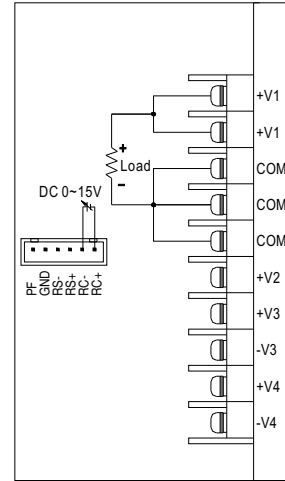 +V1
+V1
+
Load
COM
-
DC 0~15V
COM
COM
+V2
PF
GND
RS-
RS+
RC-
RC+
+V3
-V3
+V4
-V4